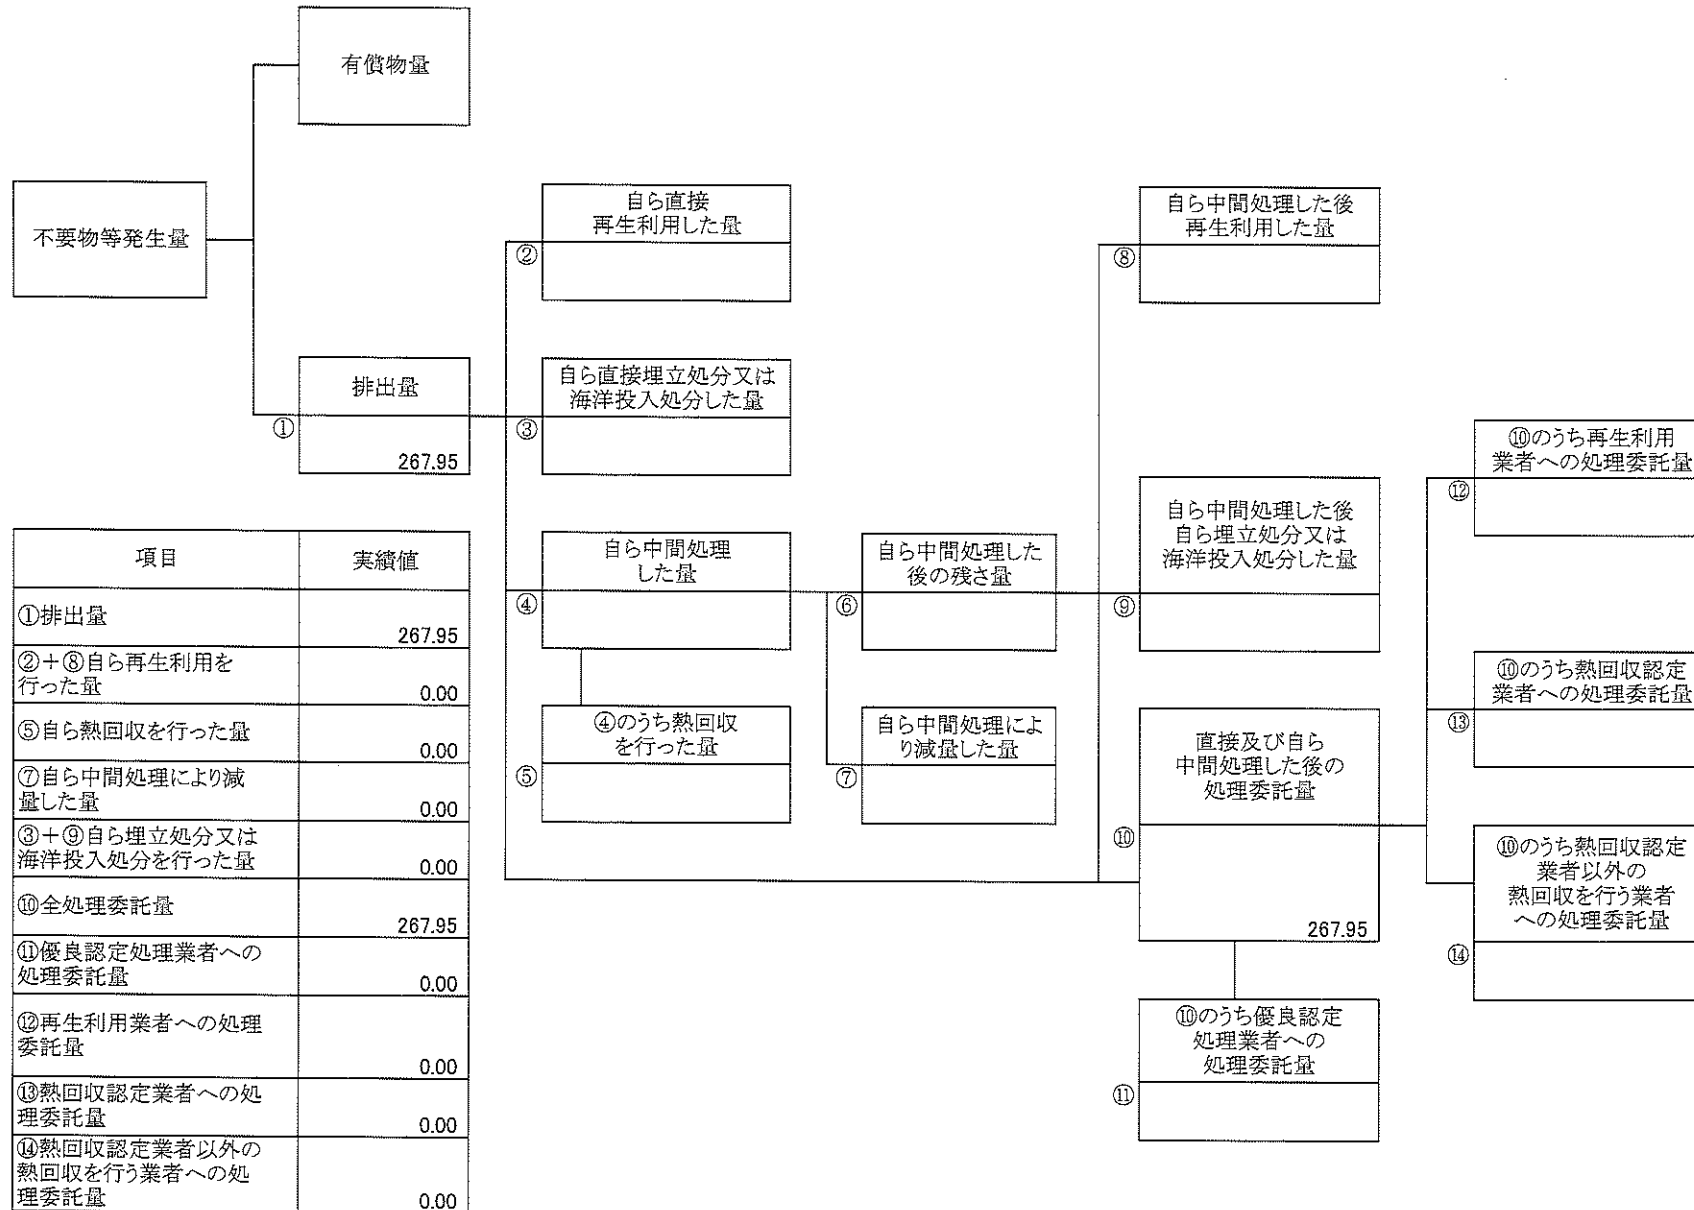 有償物量
不要物等発生量
排出量
①
267.95
自ら直接
再生利用した量
②
自ら直接埋立処分又は
海洋投入処分した量
③
自ら中間処理
した量
④
④のうち熱回収
を行った量
⑤
自ら中間処理した
後の残さ量
⑥
自ら中間処理によ
り減量した量
⑦
自ら中間処理した後
再生利用した量
⑧
自ら中間処理した後
自ら埋立処分又は
海洋投入処分した量
⑨
直接及び自ら
中間処理した後の
処理委託量
⑩
267.95
⑩のうち優良認定
処理業者への
処理委託量
⑪
⑩のうち再生利用
業者への処理委託量
⑫
⑩のうち熱回収認定
業者への処理委託量
⑬
⑩のうち熱回収認定
業者以外の
熱回収を行う業者
への処理委託量
⑭
項目 実績値
①排出量
267.95
②＋⑧自ら再生利用を
行った量
0.00
⑤自ら熱回収を行った量
0.00
⑦自ら中間処理により減
量した量
0.00
③＋⑨自ら埋立処分又は
海洋投入処分を行った量
0.00
⑩全処理委託量
267.95
⑪優良認定処理業者への
処理委託量
0.00
⑫再生利用業者への処理
委託量
0.00
⑬熱回収認定業者への処
理委託量
0.00
⑭熱回収認定業者以外の
熱回収を行う業者への処
理委託量
0.00